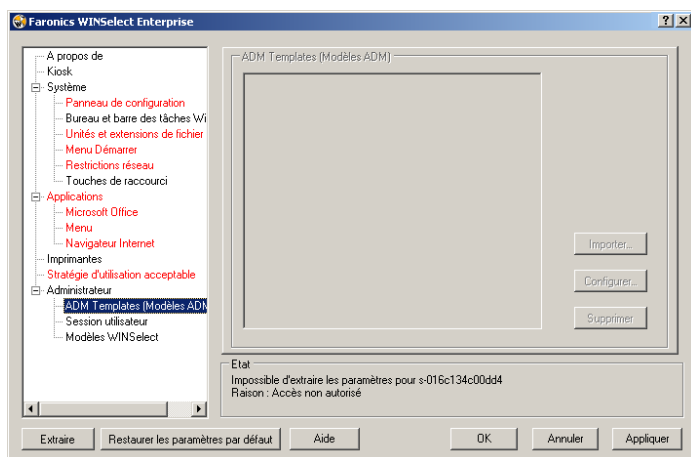 Faronics WINSelect Enterprise
A propos de
Kiosk
Système
Panneau de configuration
Bureau et barre des tâches Wi
Unités et extensions de fichier
Menu Démarrer
Restrictions réseau
Touches de raccourci
Applications
Microsoft Office
Menu
Navigateur Internet
Imprimantes
Stratégie d'utilisation acceptable
Administrateur
ADM Templates (Modèles ADM
Session utilisateur
Modèles WINSelect
ADM Templates (Modèles ADM)
Importer...
Configurer...
Supprimer
Etat
Impossible d'extraire les paramètres pour s-016c134c00dd4
Raison : Accès non autorisé
Extraire
Restaurer les paramètres par défaut
Aide
OK
Annuler
Appliquer